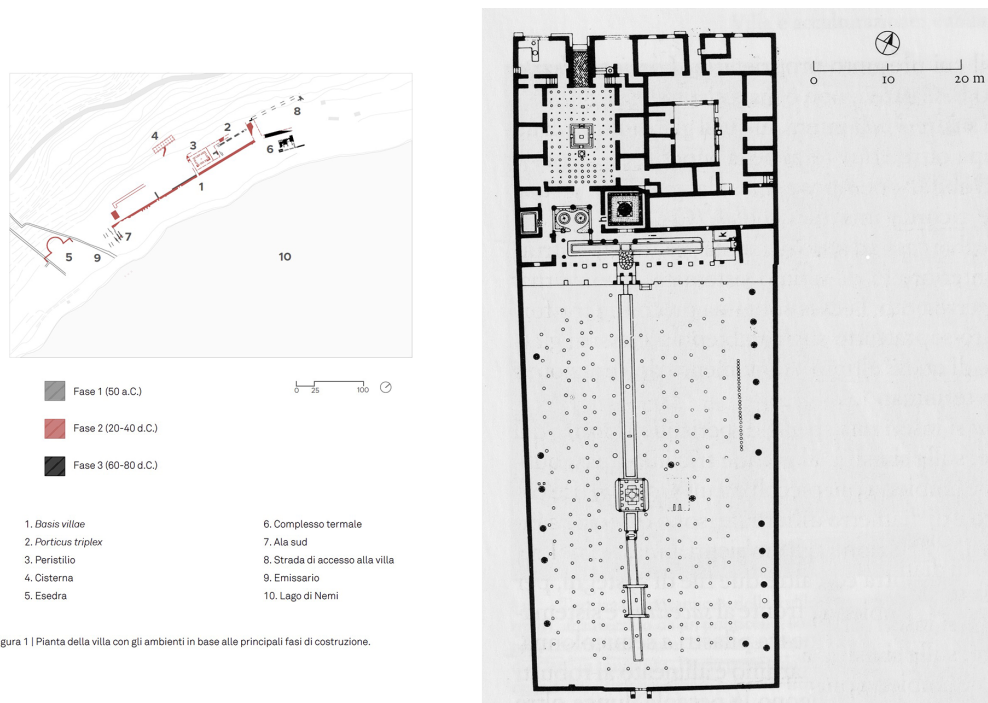 4
2
8
3
6
1
7
5
9
10
Fase 1 (50 a.C.)
0 25 100
Fase 2 (20-40 d.C.)
Fase 3 (60-80 d.C.)
1. Basis villae
2. Porticus triplex
3. Peristilio
4. Cisterna
5. Esedra
6. Complesso termale
7. Ala sud
8. Strada di accesso alla villa
9. Emissario
10. Lago di Nemi
gura 1 | Pianta della villa con gli ambienti in base alle principali fasi di costruzione.
0 10 20 m
h
k